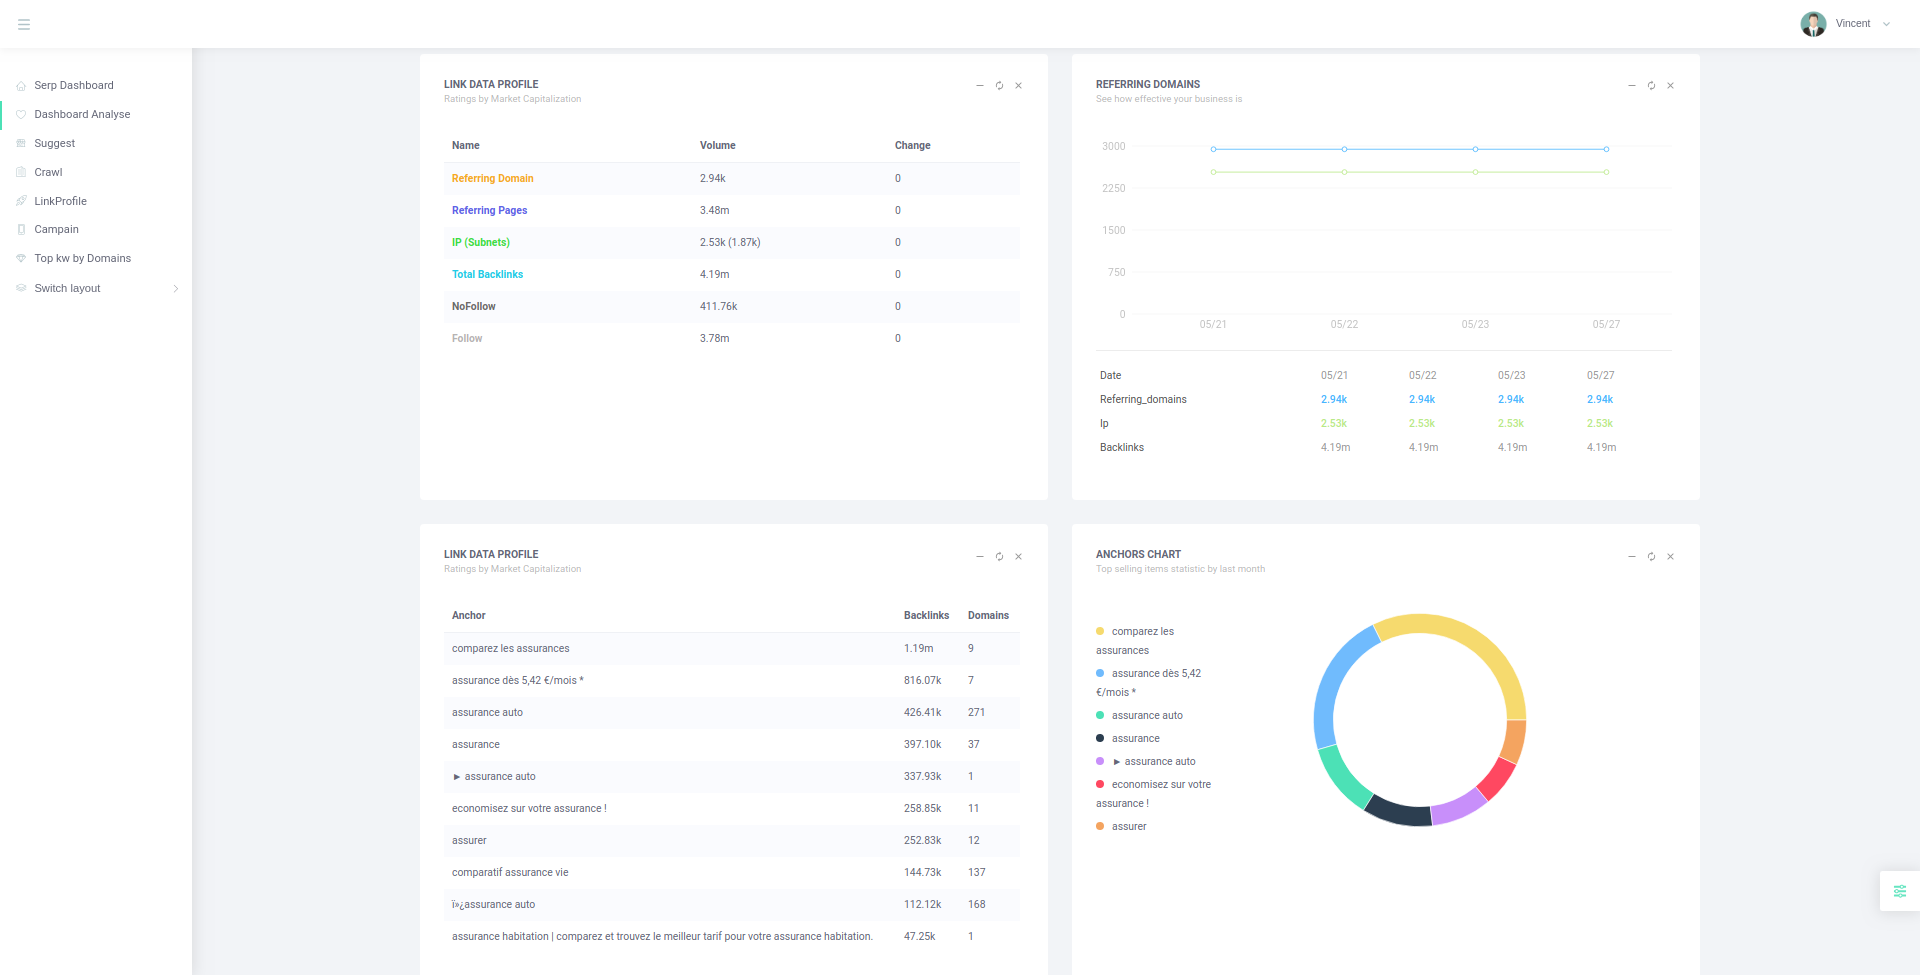 Vincent
Serp Dashboard
Dashboard Analyse
Suggest
Crawl
LinkProfile
Campain
Top kw by Domains
Switch layout
LINK DATA PROFILE
Ratings by Market Capitalization
Name Volume Change
Referring Domain 2.94k 0
Referring Pages 3.48m 0
IP (Subnets) 2.53k (1.87k) 0
Total Backlinks 4.19m 0
NoFollow 411.76k 0
Follow 3.78m 0
REFERRING DOMAINS
See how effective your business is
3000
2250
1500
750
0
05/21 05/22 05/23 05/27
Date 05/21 05/22 05/23 05/27
Referring_domains 2.94k 2.94k 2.94k 2.94k
Ip 2.53k 2.53k 2.53k 2.53k
Backlinks 4.19m 4.19m 4.19m 4.19m
LINK DATA PROFILE
Ratings by Market Capitalization
Anchor Backlinks Domains
comparez les assurances 1.19m 9
assurance dès 5,42 €/mois * 816.07k 7
assurance auto 426.41k 271
assurance 397.10k 37
► assurance auto 337.93k 1
economisez sur votre assurance ! 258.85k 11
assurer 252.83k 12
comparatif assurance vie 144.73k 137
ï»¿assurance auto 112.12k 168
assurance habitation | comparez et trouvez le meilleur tarif pour votre assurance habitation. 47.25k 1
ANCHORS CHART
Top selling items statistic by last month
comparez les
assurances
assurance dès 5,42
€/mois *
assurance auto
assurance
► assurance auto
economisez sur votre
assurance !
assurer